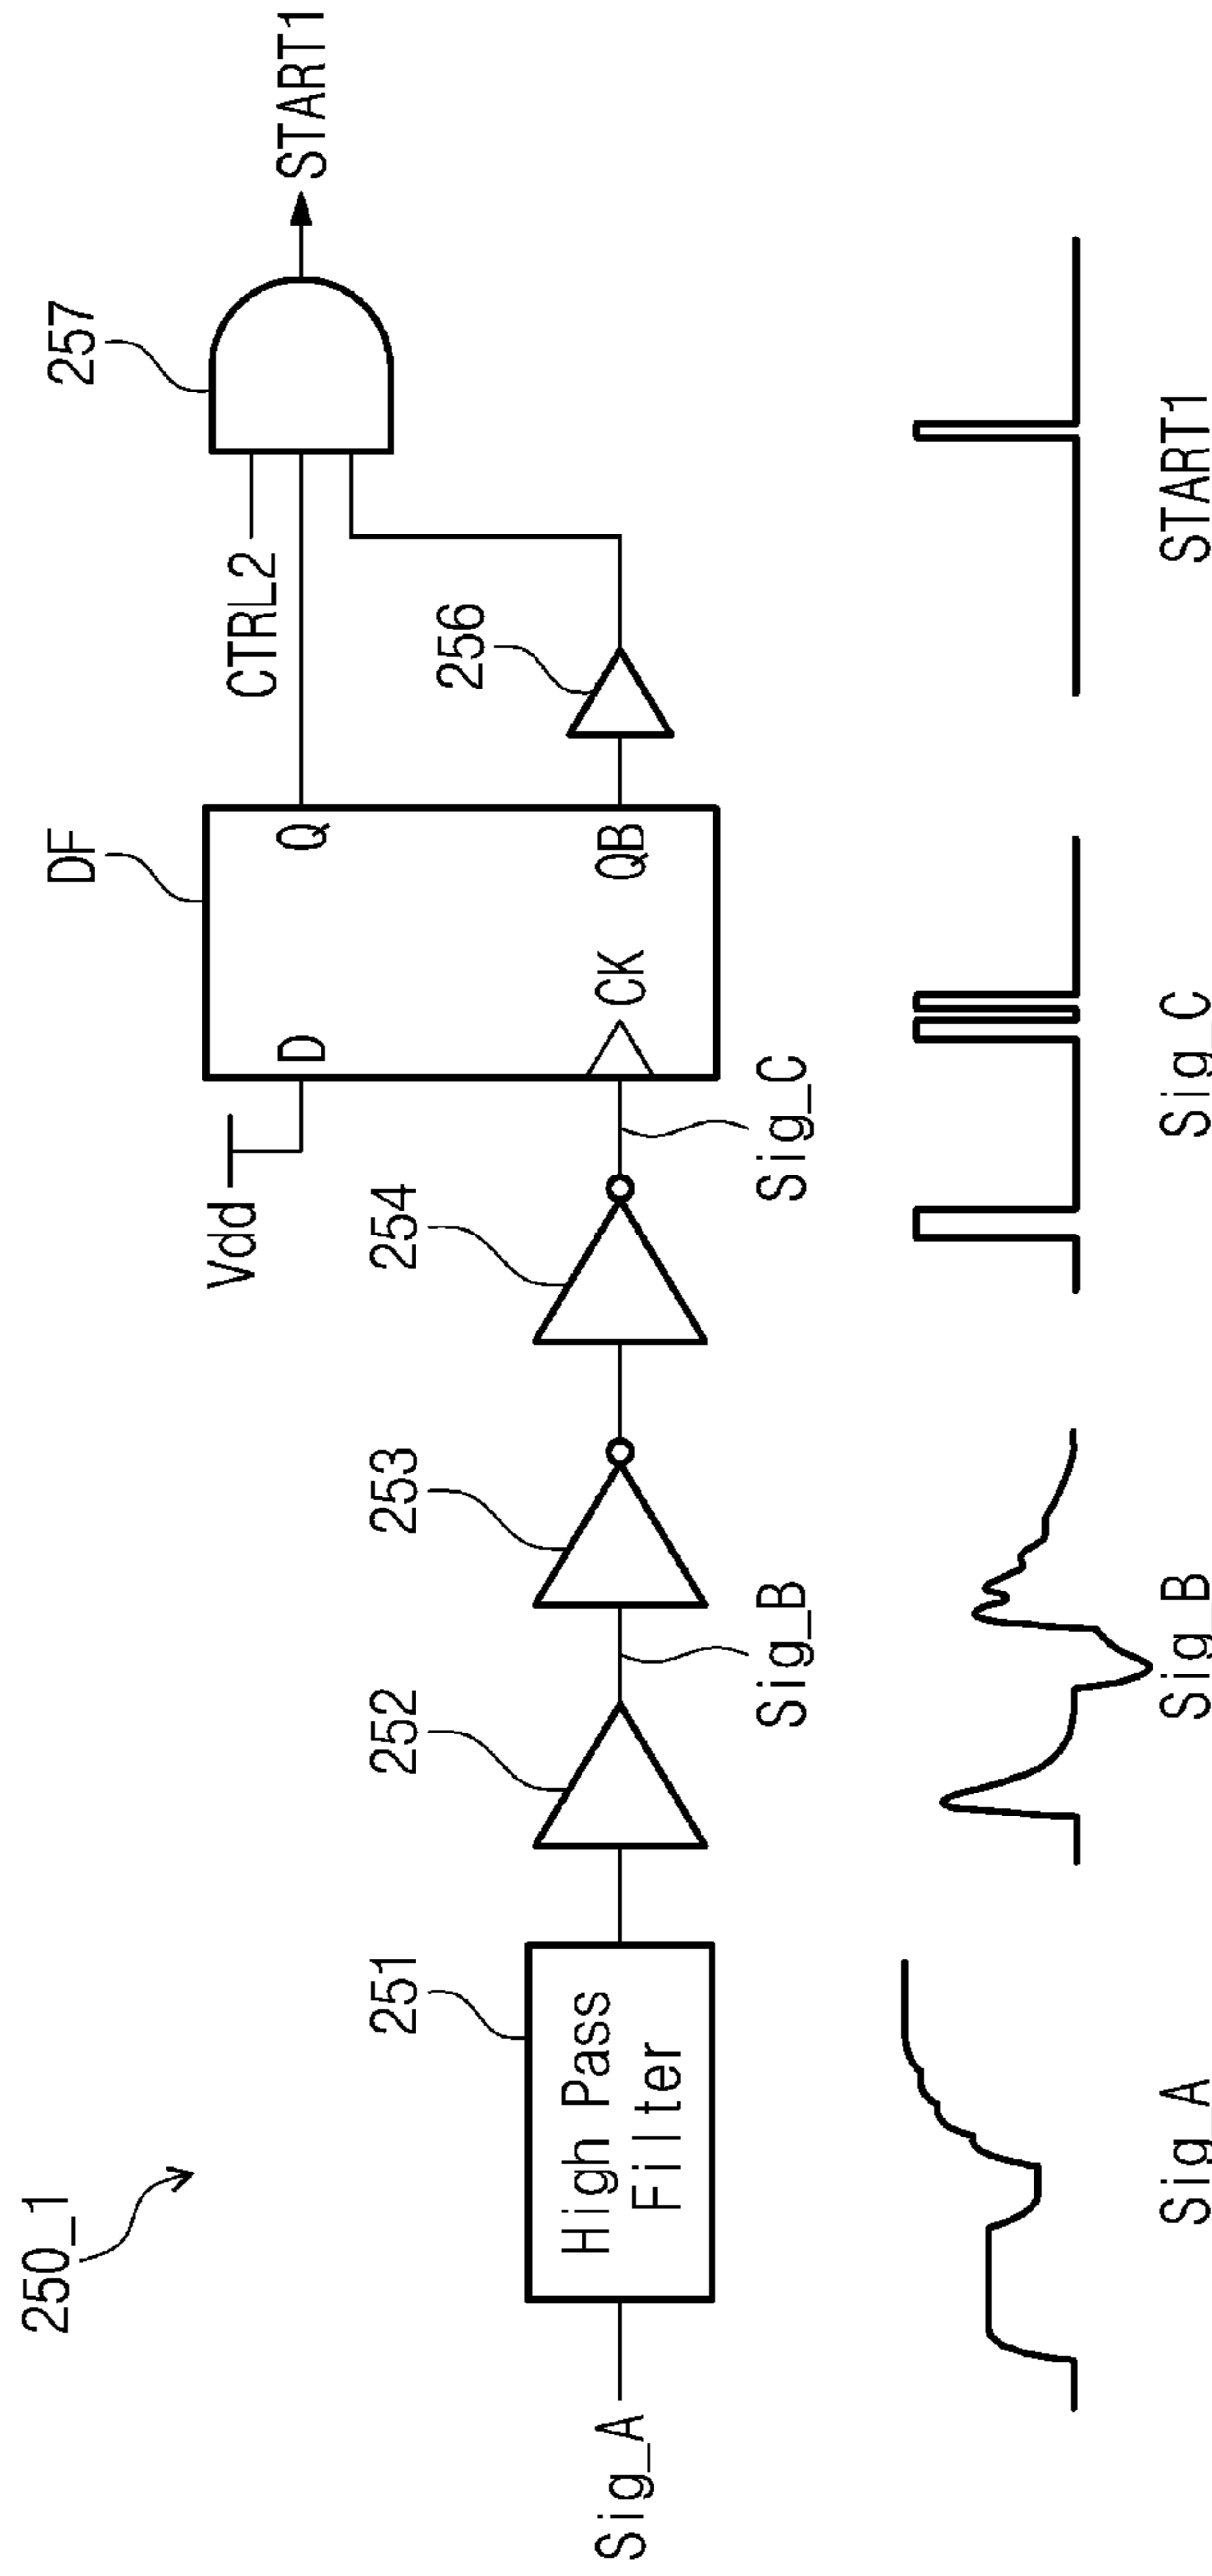 250_1
Sig_A
251
High Pass
Filter
252
Sig_B
253
254
Sig_C
Vdd
DF
D
Q
CK
QB
CTRL2
256
257
START1
Sig_A
Sig_B
Sig_C
START1